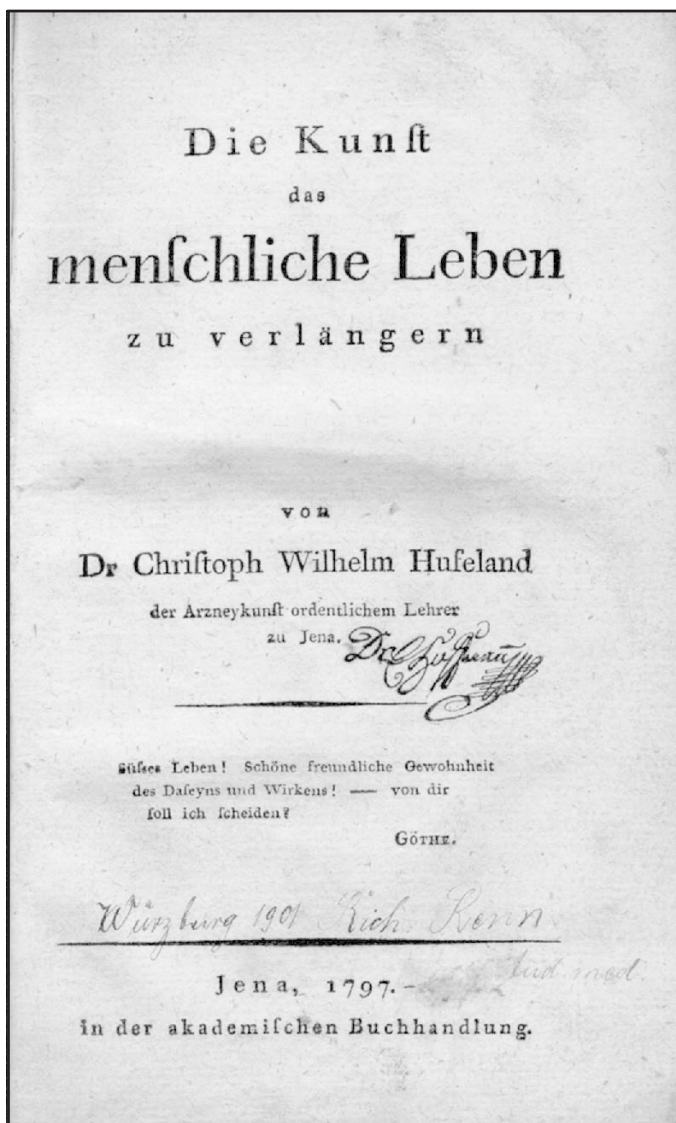 Die Kunſt
das
menſchliche Leben
zu verlängern
von
Dr Chriſtoph Wilhelm Hufeland
der Arzneykunſt ordentlichem Lehrer
zu Jena.
Süſses Leben! Schöne freundliche Gewohnheit
des Daſeyns und Wirkens! — von dir
ſoll ich ſcheiden?
GÖTHE.
Würzburg 1901 Rich.
ſtud. med.
Jena, 1797.
in der akademiſchen Buchhandlung.